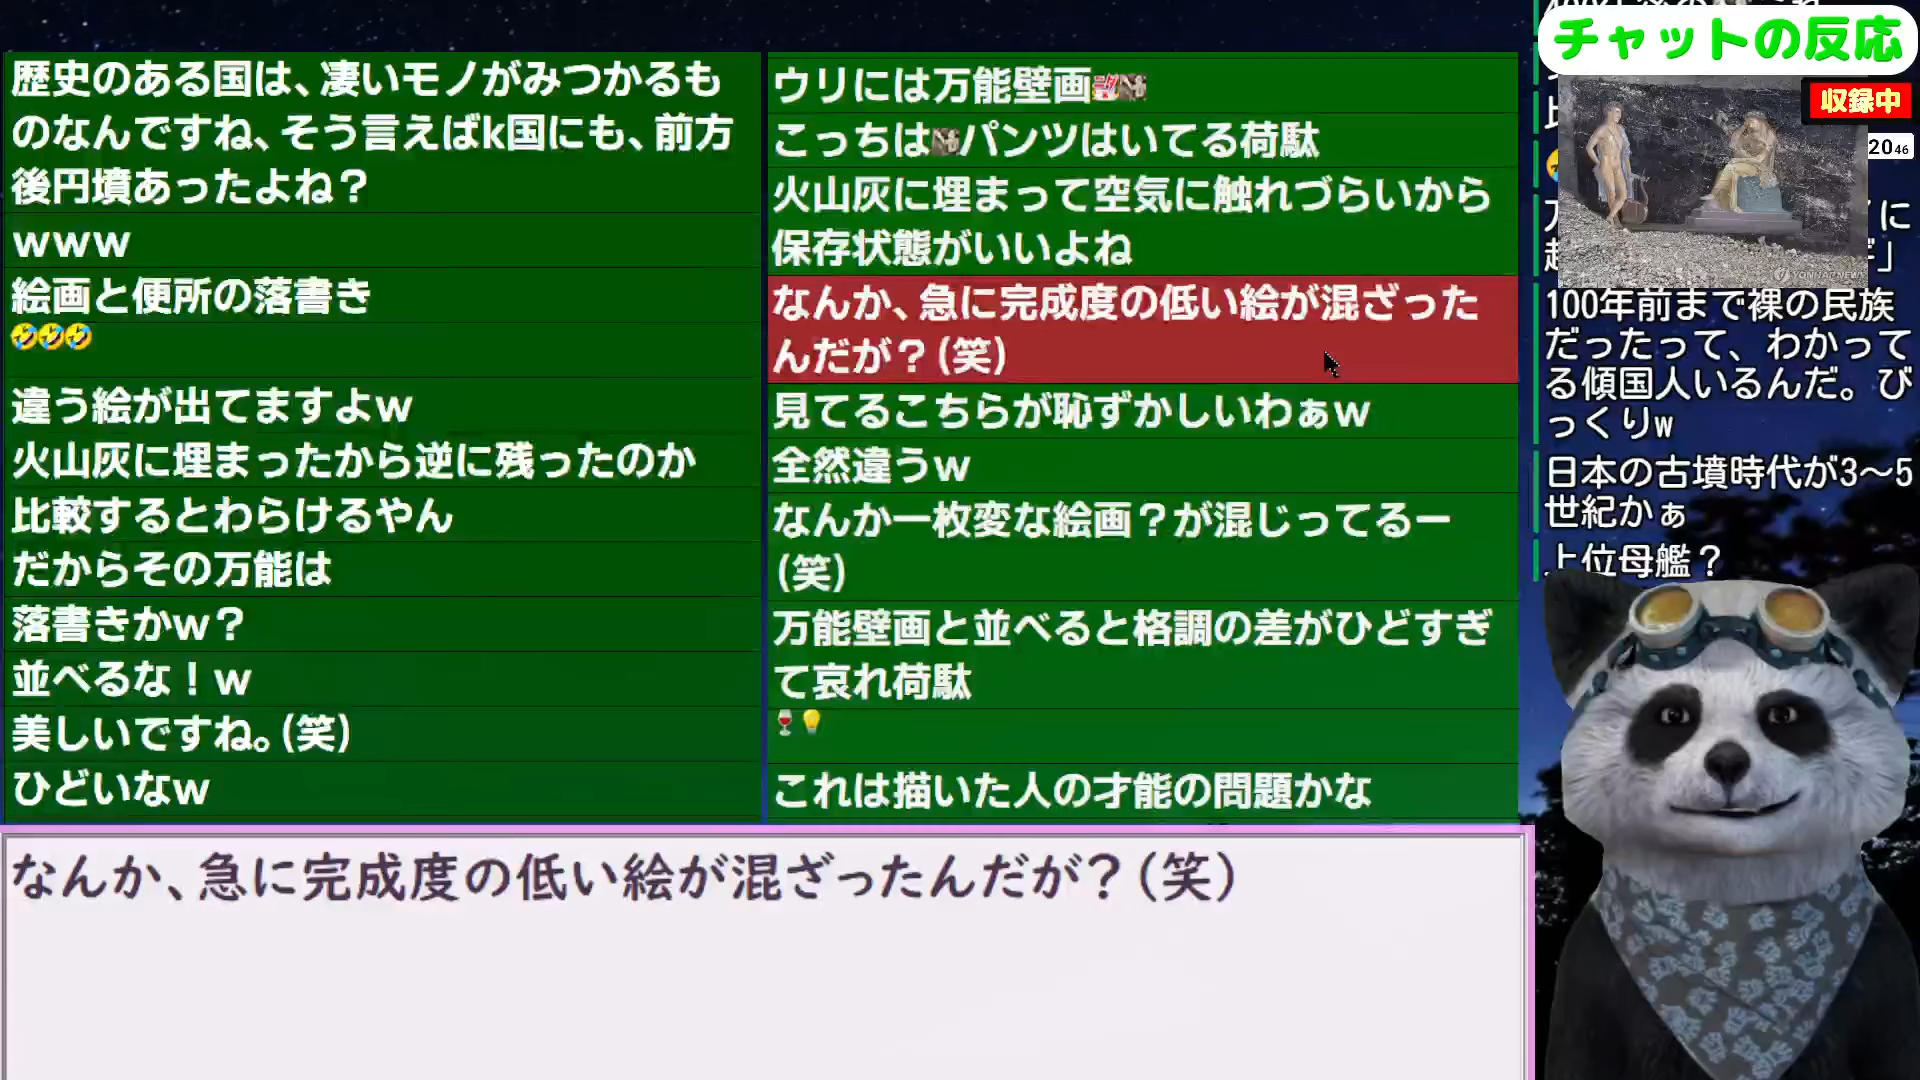 歴史のある国は、凄いモノがみつかるも
のなんですね、そう言えばk国にも、前方
後円墳あったよね？
www
絵画と便所の落書き
🤣🤣🤣
違う絵が出てますよw
火山灰に埋まったから逆に残ったのか
比較するとわらけるやん
だからその万能は
落書きかw？
並べるな！w
美しいですね。(笑)
ひどいなw
ウリには万能壁画
こっちは パンツはいてる荷駄
火山灰に埋まって空気に触れづらいから
保存状態がいいよね
なんか、急に完成度の低い絵が混ざった
んだが？(笑)
見てるこちらが恥ずかしいわぁw
全然違うw
なんか一枚変な絵画？が混じってるー
(笑)
万能壁画と並べると格調の差がひどすぎ
て哀れ荷駄
🍷💡
これは描いた人の才能の問題かな
なんか、急に完成度の低い絵が混ざったんだが？(笑)
チャットの反応
収録中
2046
YONHAPNEWS
に
」
100年前まで裸の民族
だったって、わかって
る傾国人いるんだ。び
っくりw
日本の古墳時代が3～5
世紀かぁ
上位母艦？